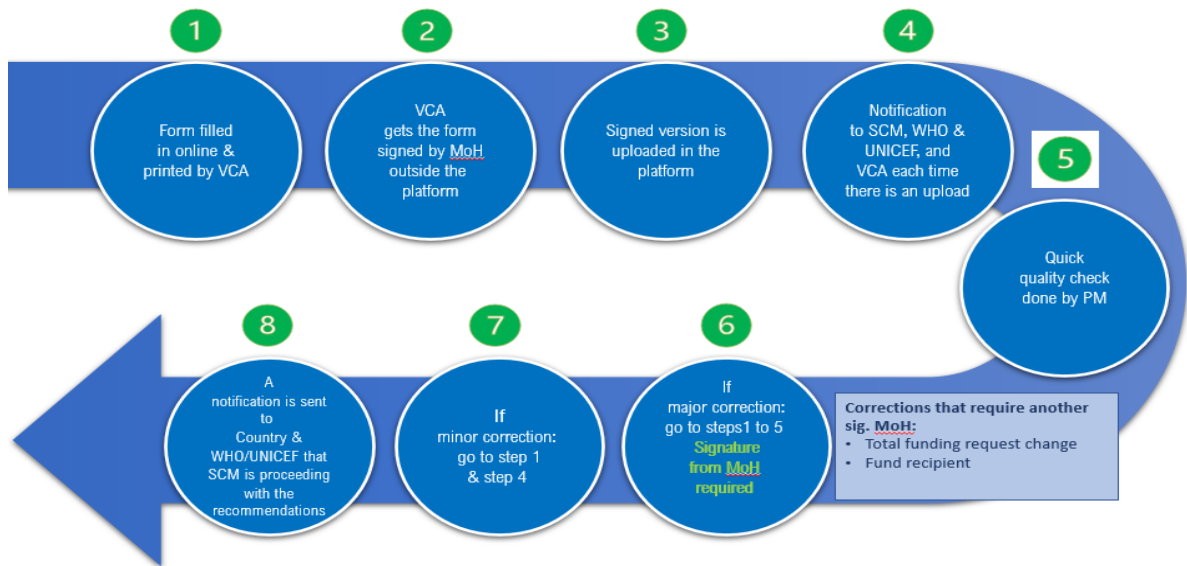 1
Form filled
in online &
printed by VCA
2
VCA
gets the form
signed by MoH
outside the
platform
3
Signed version is
uploaded in the
platform
4
Notification
to SCM, WHO &
UNICEF, and
VCA each time
there is an upload
5
Quick
quality check
done by PM
6
If
major correction:
go to steps1 to 5
Signature
from MoH
required
Corrections that require another
sig. MoH:
• Total funding request change
• Fund recipient
7
If
minor correction:
go to step 1
& step 4
8
A
notification is sent
to
Country &
WHO/UNICEF that
SCM is proceeding
with the
recommendations